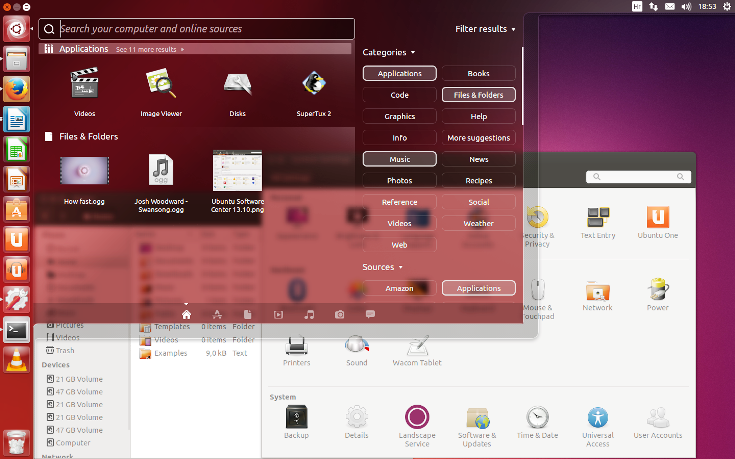 Hr
18:53
Search your computer and online sources
Filter results
Applications
See 11 more results
Videos
Image Viewer
Disks
SuperTux 2
Files & Folders
How fast.ogg
Josh Woodward -
Swansong.ogg
Ubuntu Software
Center 13.10.png
OGG
Categories
Applications
Books
Code
Files & Folders
Graphics
Help
Info
More suggestions
Music
News
Photos
Recipes
Reference
Social
Videos
Weather
Web
Sources
Amazon
Applications
Security &
Privacy
Text Entry
Ubuntu One
Mouse &
Touchpad
Network
Power
Printers
Sound
Wacom Tablet
System
Backup
Details
Landscape
Service
Software &
Updates
Time & Date
Universal
Access
User Accounts
Pictures
Videos
Trash
Devices
21 GB Volume
47 GB Volume
21 GB Volume
21 GB Volume
47 GB Volume
Computer
Network
Templates 0 items Folder
Videos 0 items Folder
Examples 9,0 kB Text